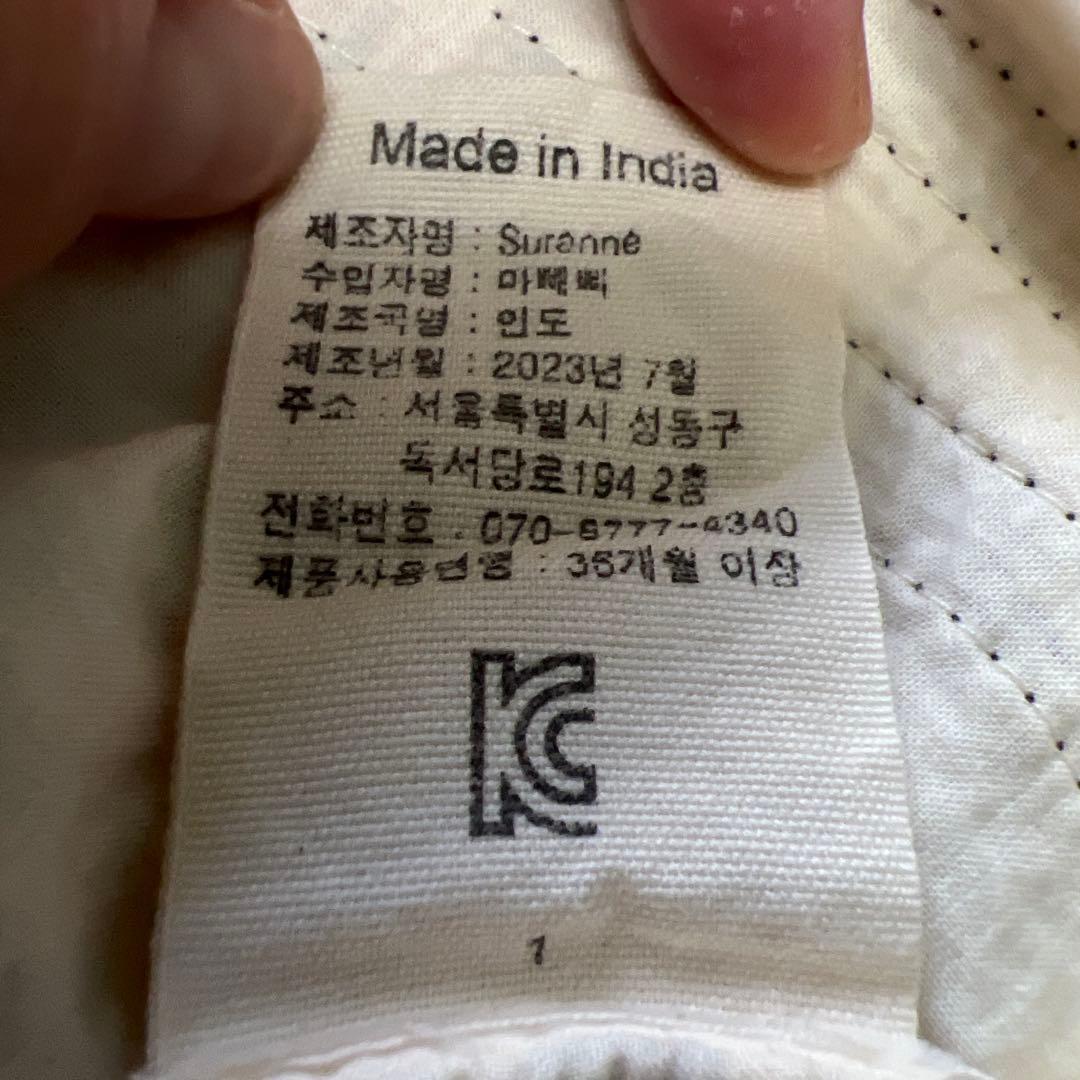 Made in India
제조자명 : Suranne
수입자명 : 마떼삐
제조국명 : 인도
제조년월 : 2023년 7월
주소 : 서울특별시 성동구
독서당로194 2층
전화번호 : 070-8777-4340
제품사용연령 : 36개월 이상
KC
1